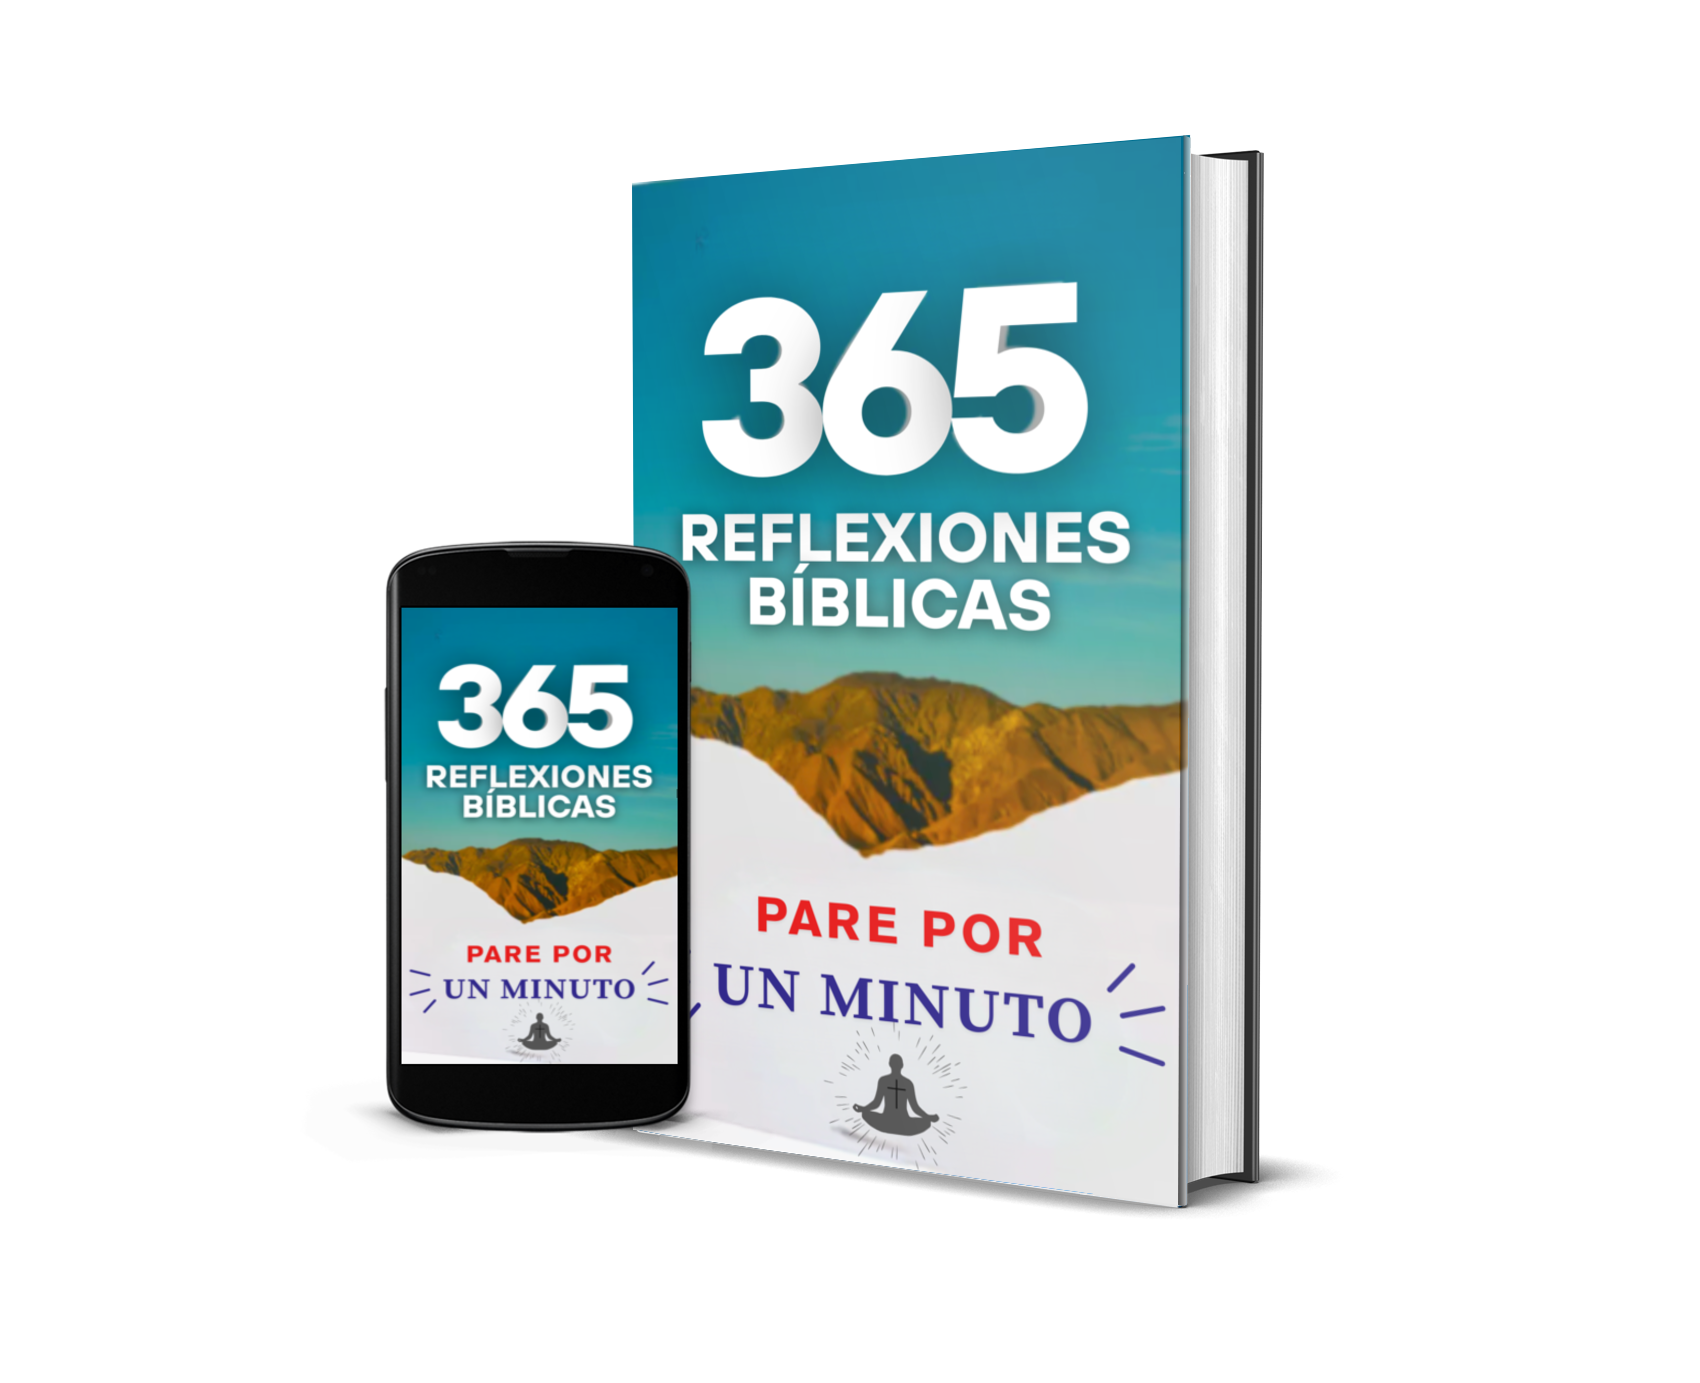 365
REFLEXIONES
BÍBLICAS
PARE POR
UN MINUTO
365
REFLEXIONES
BÍBLICAS
PARE POR
UN MINUTO